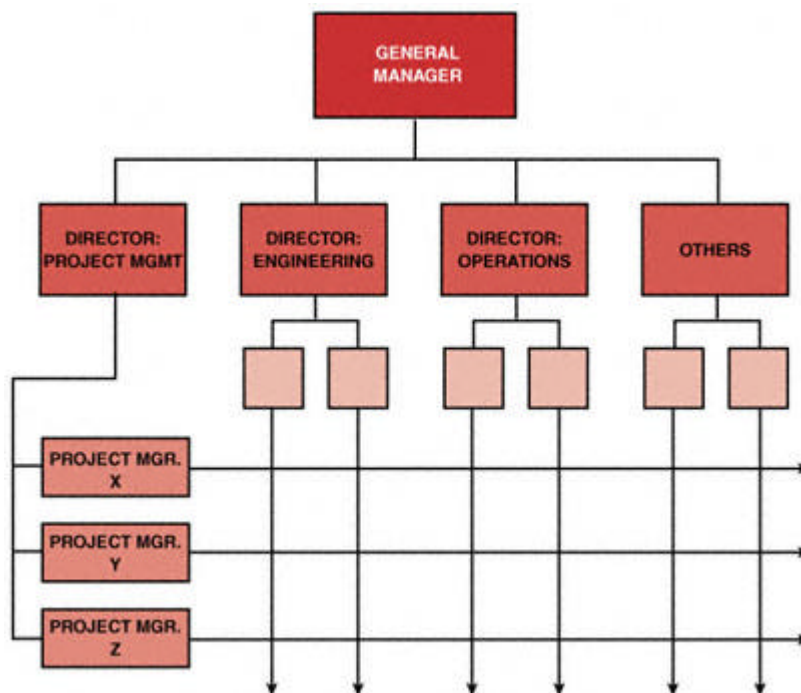 GENERAL
MANAGER
DIRECTOR:
PROJECT MGMT
DIRECTOR:
ENGINEERING
DIRECTOR:
OPERATIONS
OTHERS
PROJECT MGR.
X
PROJECT MGR.
Y
PROJECT MGR.
Z